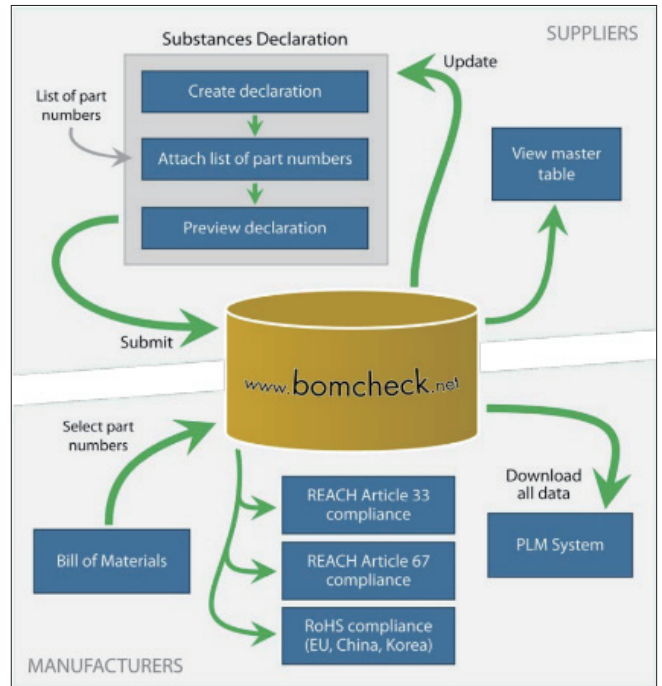 Substances Declaration
SUPPLIERS
Create declaration
Update
List of part
numbers
Attach list of part numbers
View master
table
Preview declaration
Submit
www.bomcheck.net
Select part
numbers
Download
all data
REACH Article 33
compliance
Bill of Materials
PLM System
REACH Article 67
compliance
RoHS compliance
(EU, China, Korea)
MANUFACTURERS